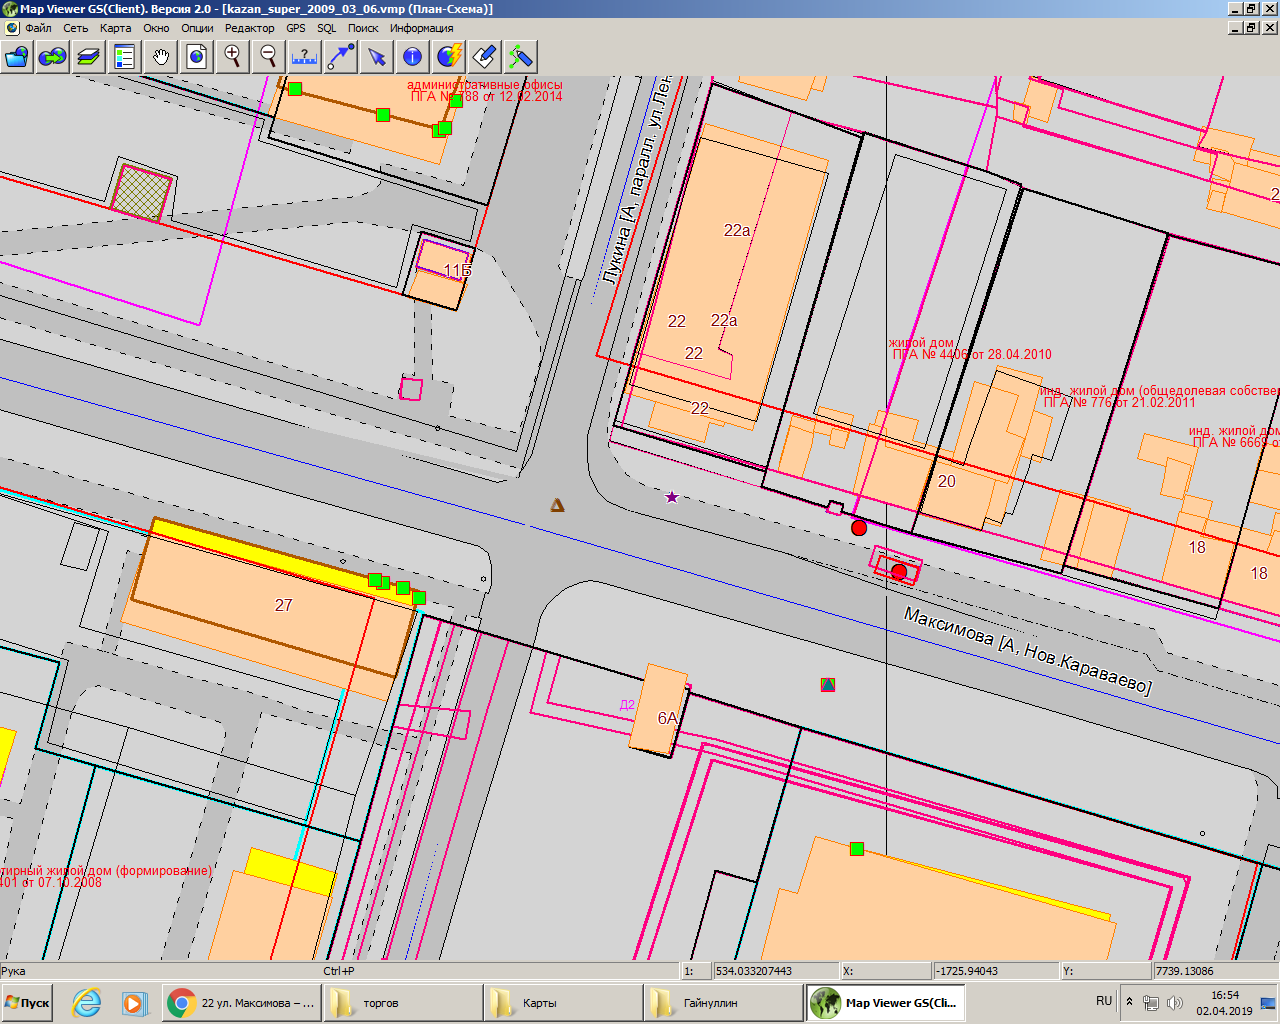 Map Viewer GS(Client). Версия 2.0 - [kazan_super_2009_03_06.vmp (План-Схема)]
Файл Сеть Карта Окно Опции Редактор GPS SQL Поиск Информация
административные офисы
ПГА № 788 от 12.02.2014
Лукина [А, паралл. ул.Лен
22а
2
11Б
22 22а
22
жилой дом
ПГА № 4406 от 28.04.2010
инд. жилой дом (общедолевая собстве
ПГА № 776 от 21.02.2011
22
инд. жилой дом
ПГА № 6669 о
20
18
18
27
Максимова [А, Нов.Караваево]
Д2
6А
тирный жилой дом (формирование)
401 от 07.10.2008
Рука Ctrl+P 1: 534.033207443 X: -1725.94043 Y: 7739.13086
Пуск 22 ул. Максимова – ... торгов Карты Гайнуллин Map Viewer GS(Cli... RU 16:54
02.04.2019